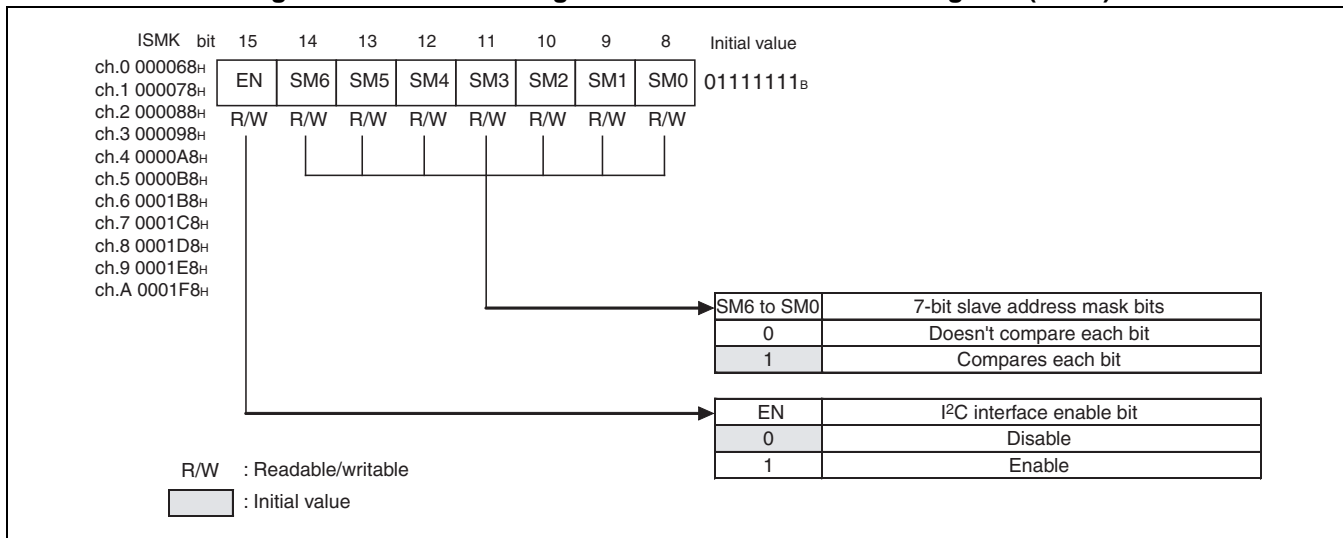 ISMK bit 15 14 13 12 11 10 9 8 Initial value
ch.0 000068H
ch.1 000078H
ch.2 000088H
ch.3 000098H
ch.4 0000A8H
ch.5 0000B8H
ch.6 0001B8H
ch.7 0001C8H
ch.8 0001D8H
ch.9 0001E8H
ch.A 0001F8H
EN SM6 SM5 SM4 SM3 SM2 SM1 SM0 01111111B
R/W R/W R/W R/W R/W R/W R/W R/W
SM6 to SM0 7-bit slave address mask bits
0 Doesn't compare each bit
1 Compares each bit
EN I2C interface enable bit
0 Disable
1 Enable
R/W : Readable/writable
: Initial value